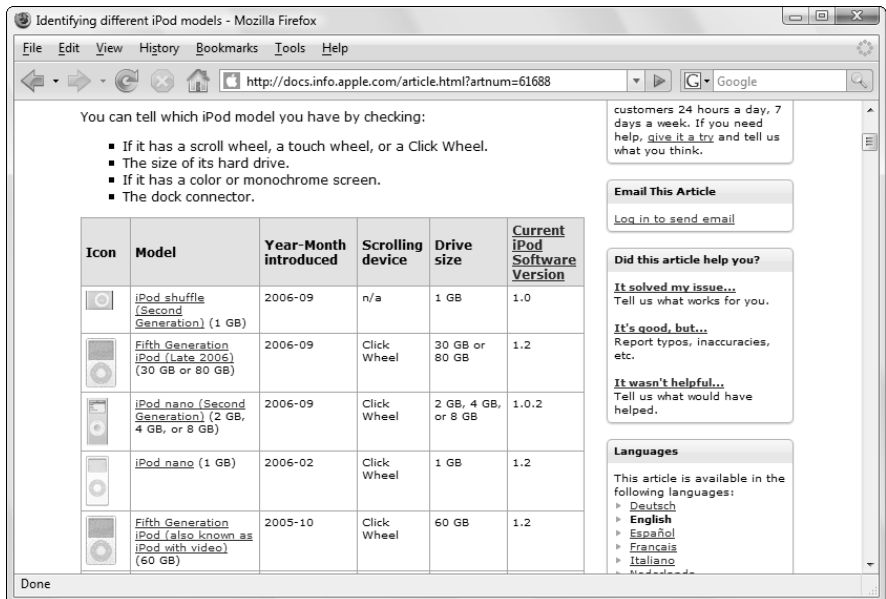 Identifying different iPod models - Mozilla Firefox
File Edit View History Bookmarks Tools Help
http://docs.info.apple.com/article.html?artnum=61688
G Google
You can tell which iPod model you have by checking:
If it has a scroll wheel, a touch wheel, or a Click Wheel.
The size of its hard drive.
If it has a color or monochrome screen.
The dock connector.
Icon Model Year-Month introduced Scrolling device Drive size Current iPod Software Version
iPod shuffle (Second Generation) (1 GB) 2006-09 n/a 1 GB 1.0
Fifth Generation iPod (Late 2006) (30 GB or 80 GB) 2006-09 Click Wheel 30 GB or 80 GB 1.2
iPod nano (Second Generation) (2 GB, 4 GB, or 8 GB) 2006-09 Click Wheel 2 GB, 4 GB, or 8 GB 1.0.2
iPod nano (1 GB) 2006-02 Click Wheel 1 GB 1.2
Fifth Generation iPod (also known as iPod with video) (60 GB) 2005-10 Click Wheel 60 GB 1.2
customers 24 hours a day, 7
days a week. If you need
help, give it a try and tell us
what you think.
Email This Article
Log in to send email
Did this article help you?
It solved my issue...
Tell us what works for you.
It's good, but...
Report typos, inaccuracies,
etc.
It wasn't helpful...
Tell us what would have
helped.
Languages
This article is available in the
following languages:
Deutsch
English
Español
Français
Italiano
Nederlands
Done